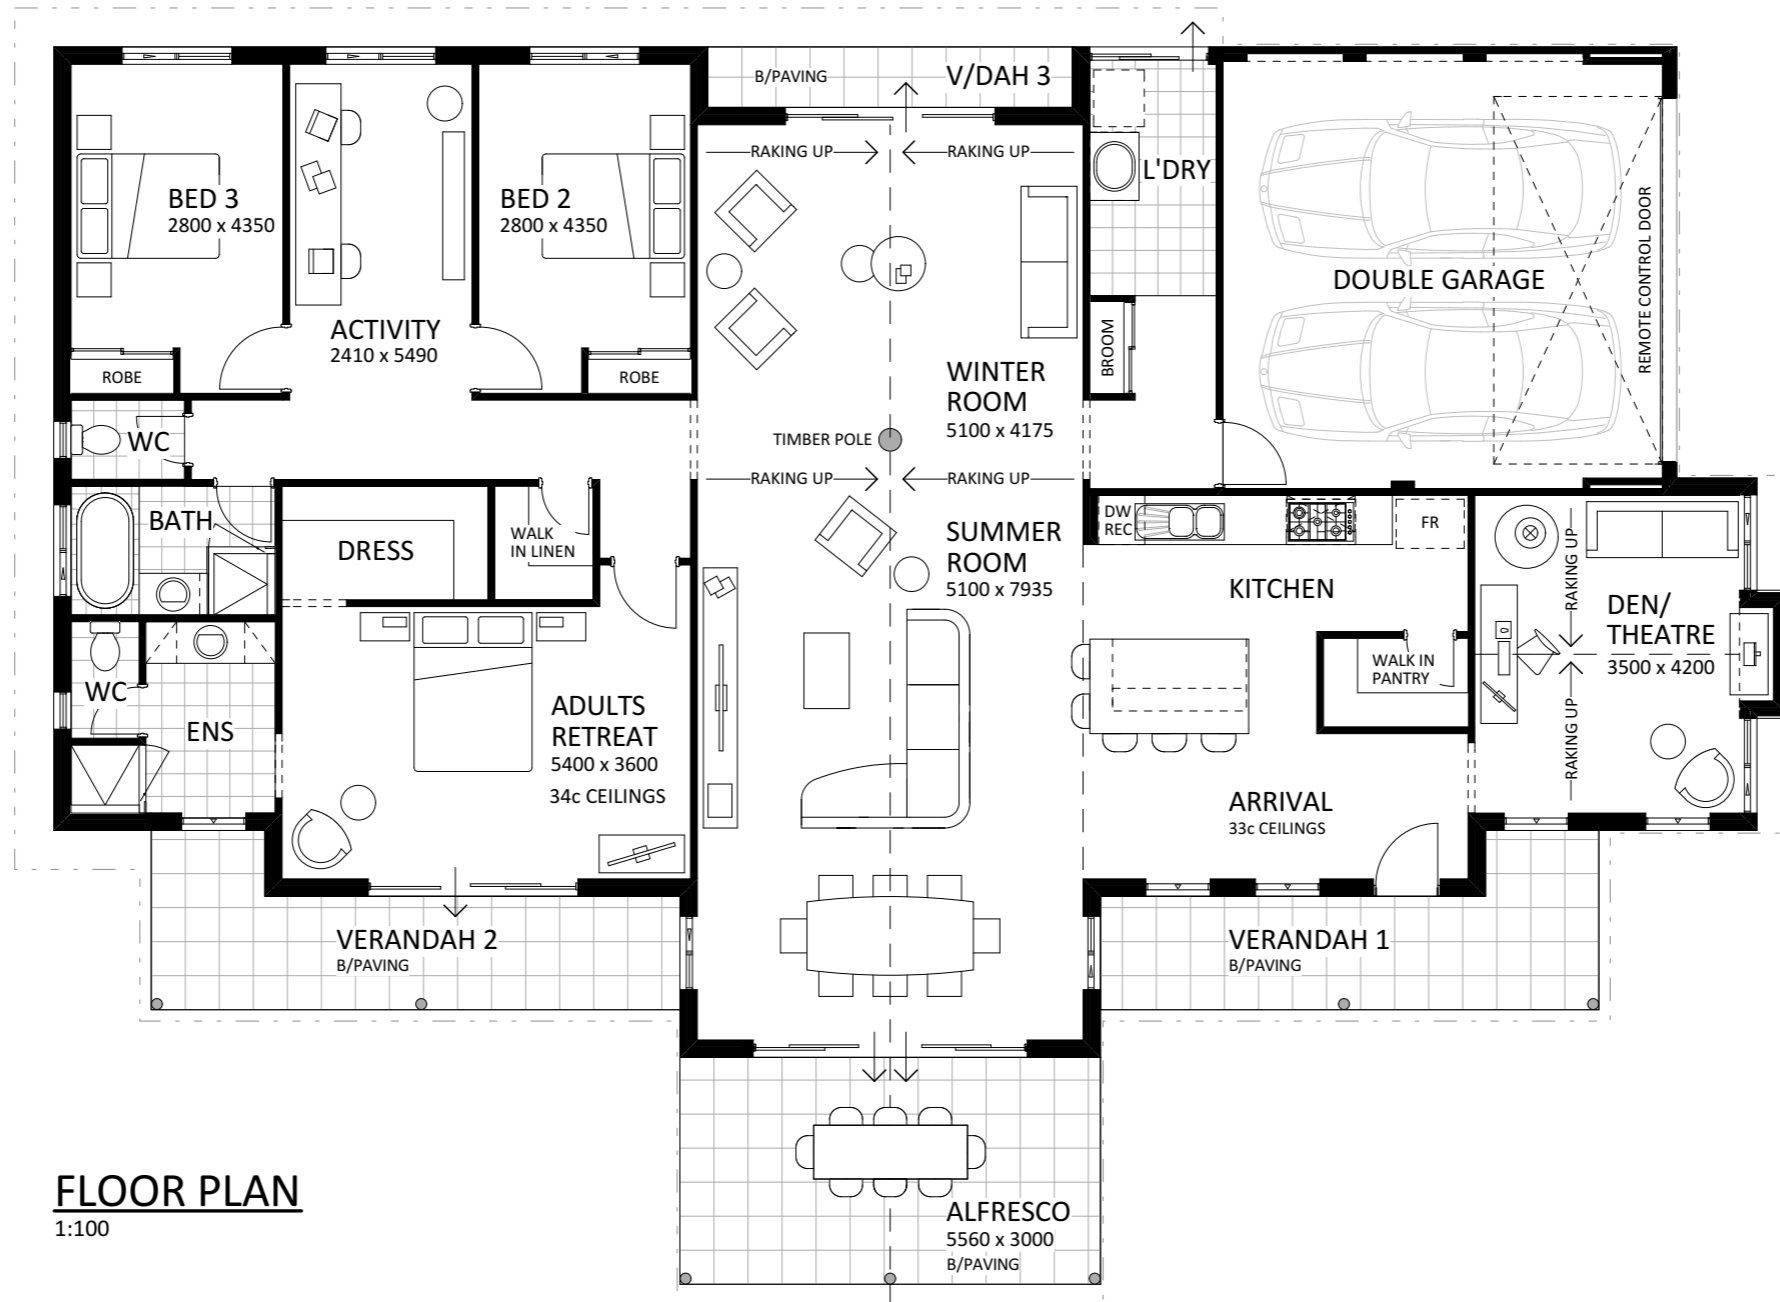 B/PAVING
V/DAH 3
RAKING UP
RAKING UP
BED 3
2800 x 4350
BED 2
2800 x 4350
L'DRY
DOUBLE GARAGE
REMOTE CONTROL DOOR
ACTIVITY
2410 x 5490
ROBE
ROBE
BROOM
WINTER
ROOM
5100 x 4175
TIMBER POLE
WC
RAKING UP
RAKING UP
BATH
DRESS
WALK
IN LINEN
SUMMER
ROOM
5100 x 7935
DW
REC
FR
KITCHEN
RAKING UP
DEN/
THEATRE
3500 x 4200
WALK IN
PANTRY
RAKING UP
WC
ENS
ADULTS
RETREAT
5400 x 3600
34c CEILINGS
ARRIVAL
33c CEILINGS
VERANDAH 2
B/PAVING
VERANDAH 1
B/PAVING
ALFRESCO
5560 x 3000
B/PAVING
FLOOR PLAN
1:100